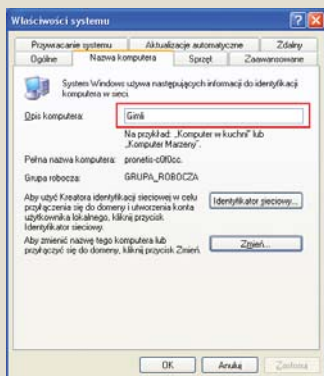 Właściwości systemu
Przywracanie systemu Aktualizacje automatyczne Zdalny
Ogólne Nazwa komputera Sprzęt Zaawansowane
System Windows używa następujących informacji do identyfikacji
komputera w sieci.
Opis komputera: Gimli
Na przykład: „Komputer w kuchni" lub
„Komputer Marzeny".
Pełna nazwa komputera: pronetis-c0f0cc.
Grupa robocza: GRUPA_ROBOCZA
Aby użyć Kreatora identyfikacji sieciowej w celu
przyłączenia się do domeny i utworzenia konta
użytkownika lokalnego, kliknij przycisk
Identyfikator sieciowy.
Identyfikator sieciowy...
Aby zmienić nazwę tego komputera lub
przyłączyć się do domeny, kliknij przycisk Zmień.
Zmień...
OK Anuluj Zastosuj